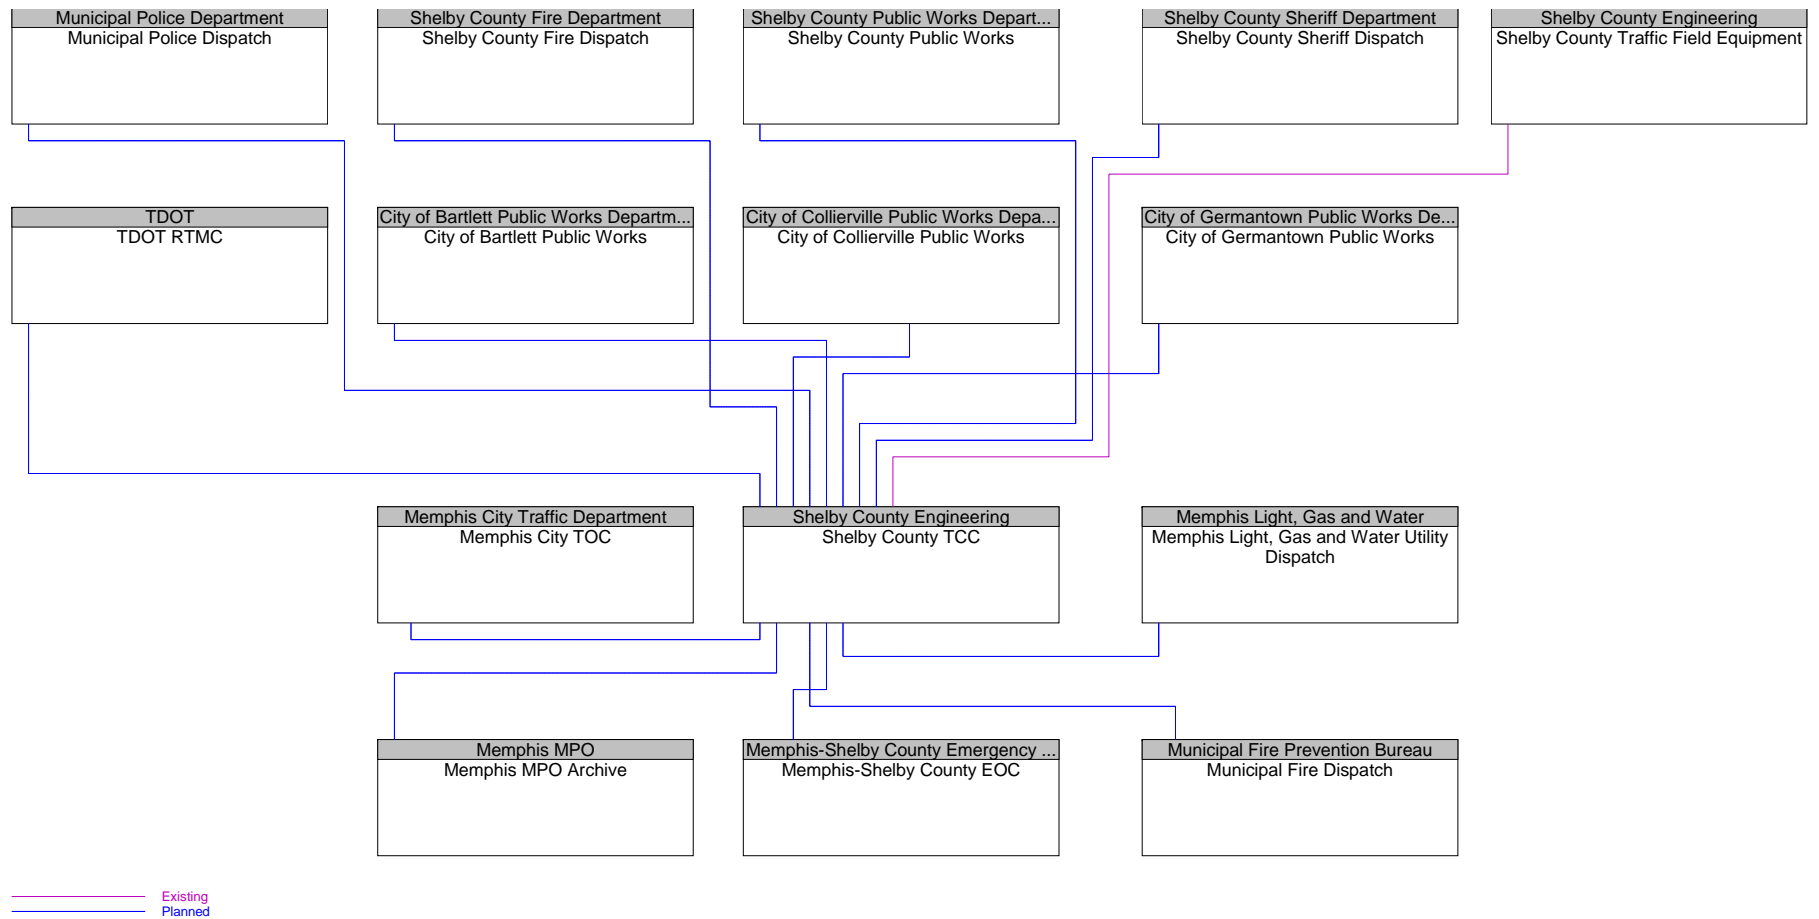 Municipal Police Department
Municipal Police Dispatch
Shelby County Fire Department
Shelby County Fire Dispatch
Shelby County Public Works Depart...
Shelby County Public Works
Shelby County Sheriff Department
Shelby County Sheriff Dispatch
Shelby County Engineering
Shelby County Traffic Field Equipment
TDOT
TDOT RTMC
City of Bartlett Public Works Departm...
City of Bartlett Public Works
City of Collierville Public Works Depa...
City of Collierville Public Works
City of Germantown Public Works De...
City of Germantown Public Works
Memphis City Traffic Department
Memphis City TOC
Shelby County Engineering
Shelby County TCC
Memphis Light, Gas and Water
Memphis Light, Gas and Water Utility
Dispatch
Memphis MPO
Memphis MPO Archive
Memphis-Shelby County Emergency ...
Memphis-Shelby County EOC
Municipal Fire Prevention Bureau
Municipal Fire Dispatch
Existing
Planned